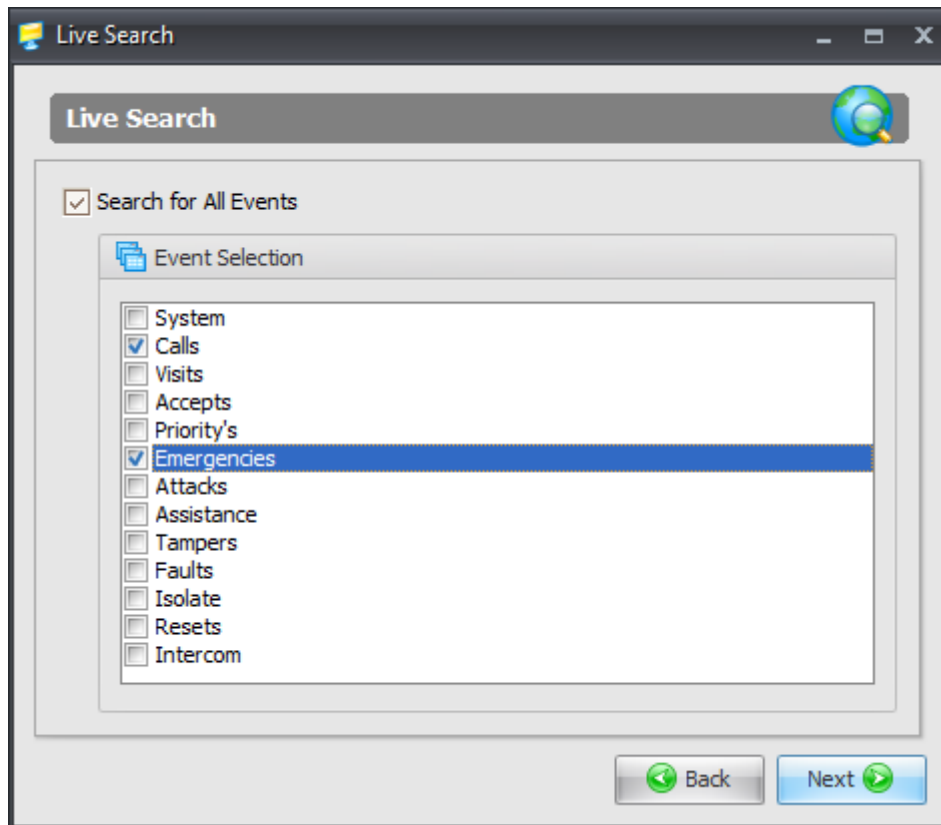 Live Search
Live Search
Search for All Events
Event Selection
System
Calls
Visits
Accepts
Priority's
Emergencies
Attacks
Assistance
Tampers
Faults
Isolate
Resets
Intercom
Back
Next